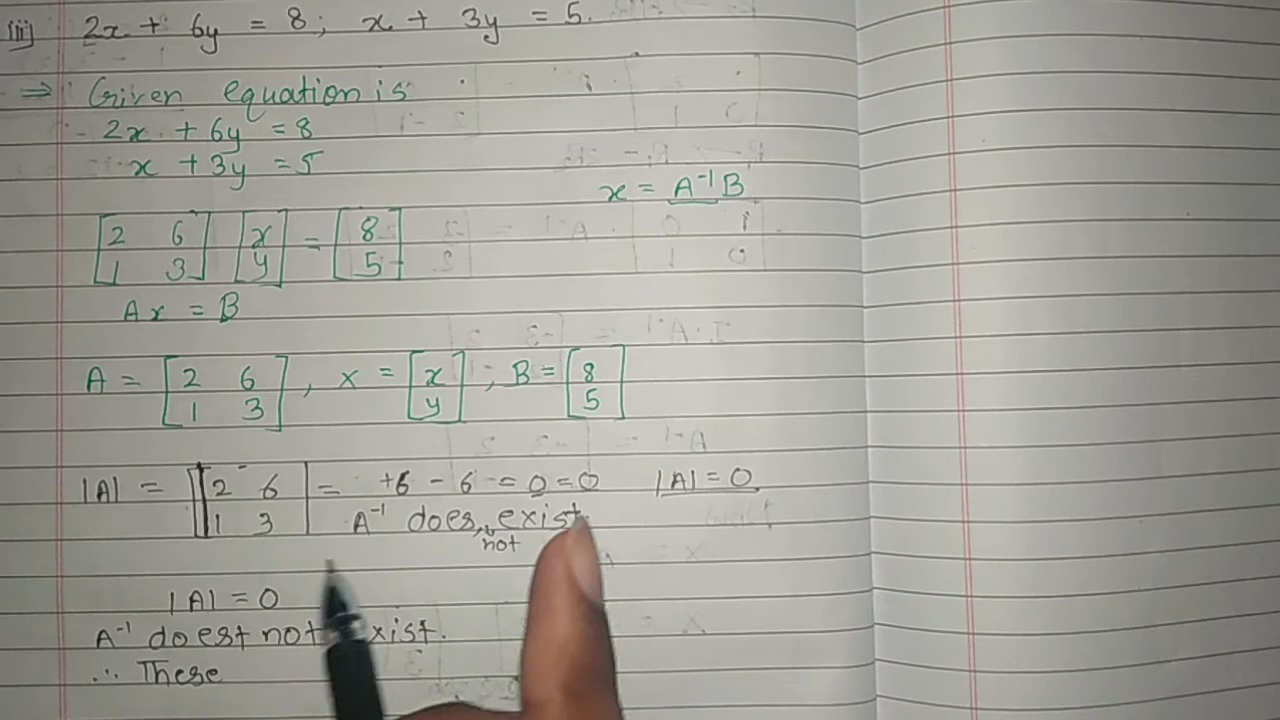 (iii) 2x + 6y = 8; x + 3y = 5.
⇒ Given equation is
2x + 6y = 8
x + 3y = 5
x = A⁻¹B
[2 6] [x] = [8]
[1 3] [y] [5]
Ax = B
A = [2 6], x = [x]; B = [8]
[1 3] [y] [5]
|A| = |2 6| = +6 - 6 = 0 = 0 |A| = 0
|1 3| A⁻¹ does not exist
|A| = 0
A⁻¹ doest not xist.
∴ These